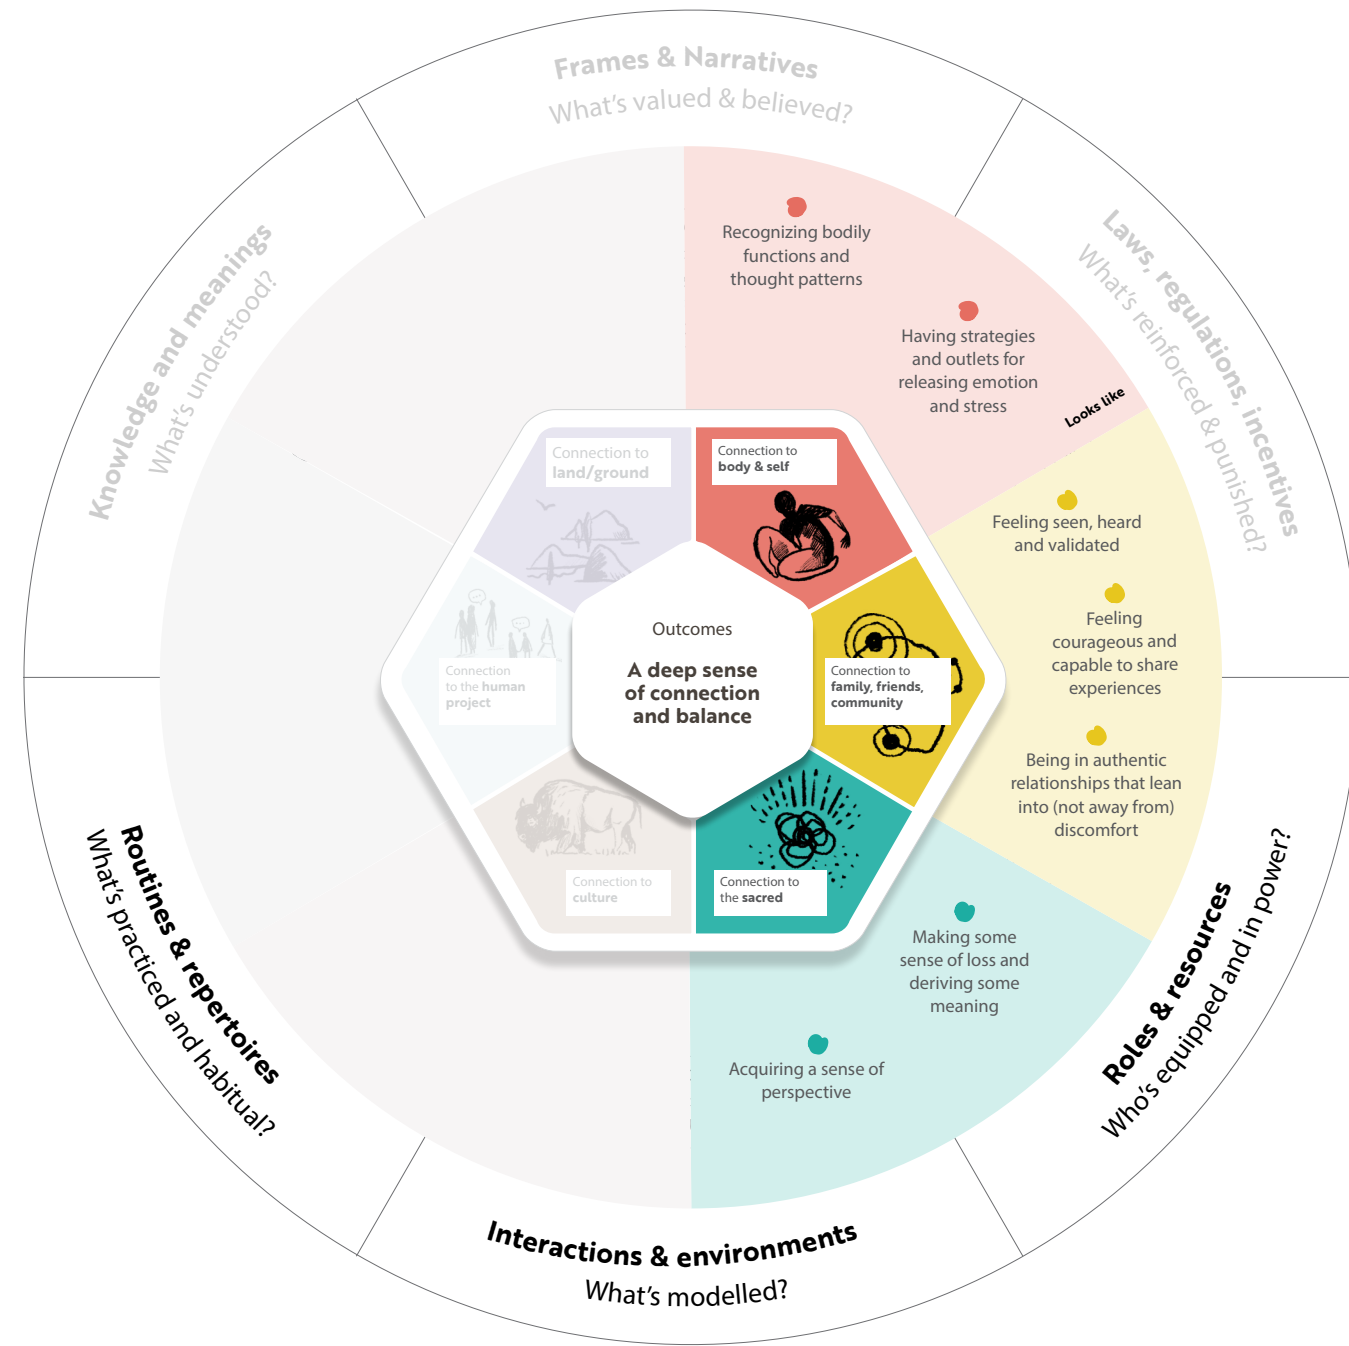 Frames & Narratives
What's valued & believed?
Laws, regulations, incentives
What's reinforced & punished?
Knowledge and meanings
What's understood?
Recognizing bodily
functions and
thought patterns
Having strategies
and outlets for
releasing emotion
and stress
Looks like
Connection to
land/ground
Connection to
body & self
Feeling seen, heard
and validated
Feeling
courageous and
capable to share
experiences
Being in authentic
relationships that lean
into (not away from)
discomfort
Outcomes
A deep sense
of connection
and balance
Connection
to the human
project
Connection to
family, friends,
community
Connection to
culture
Connection to
the sacred
Making some
sense of loss and
deriving some
meaning
Acquiring a sense of
perspective
Routines & repertoires
What's practiced and habitual?
Roles & resources
Who's equipped and in power?
Interactions & environments
What's modelled?